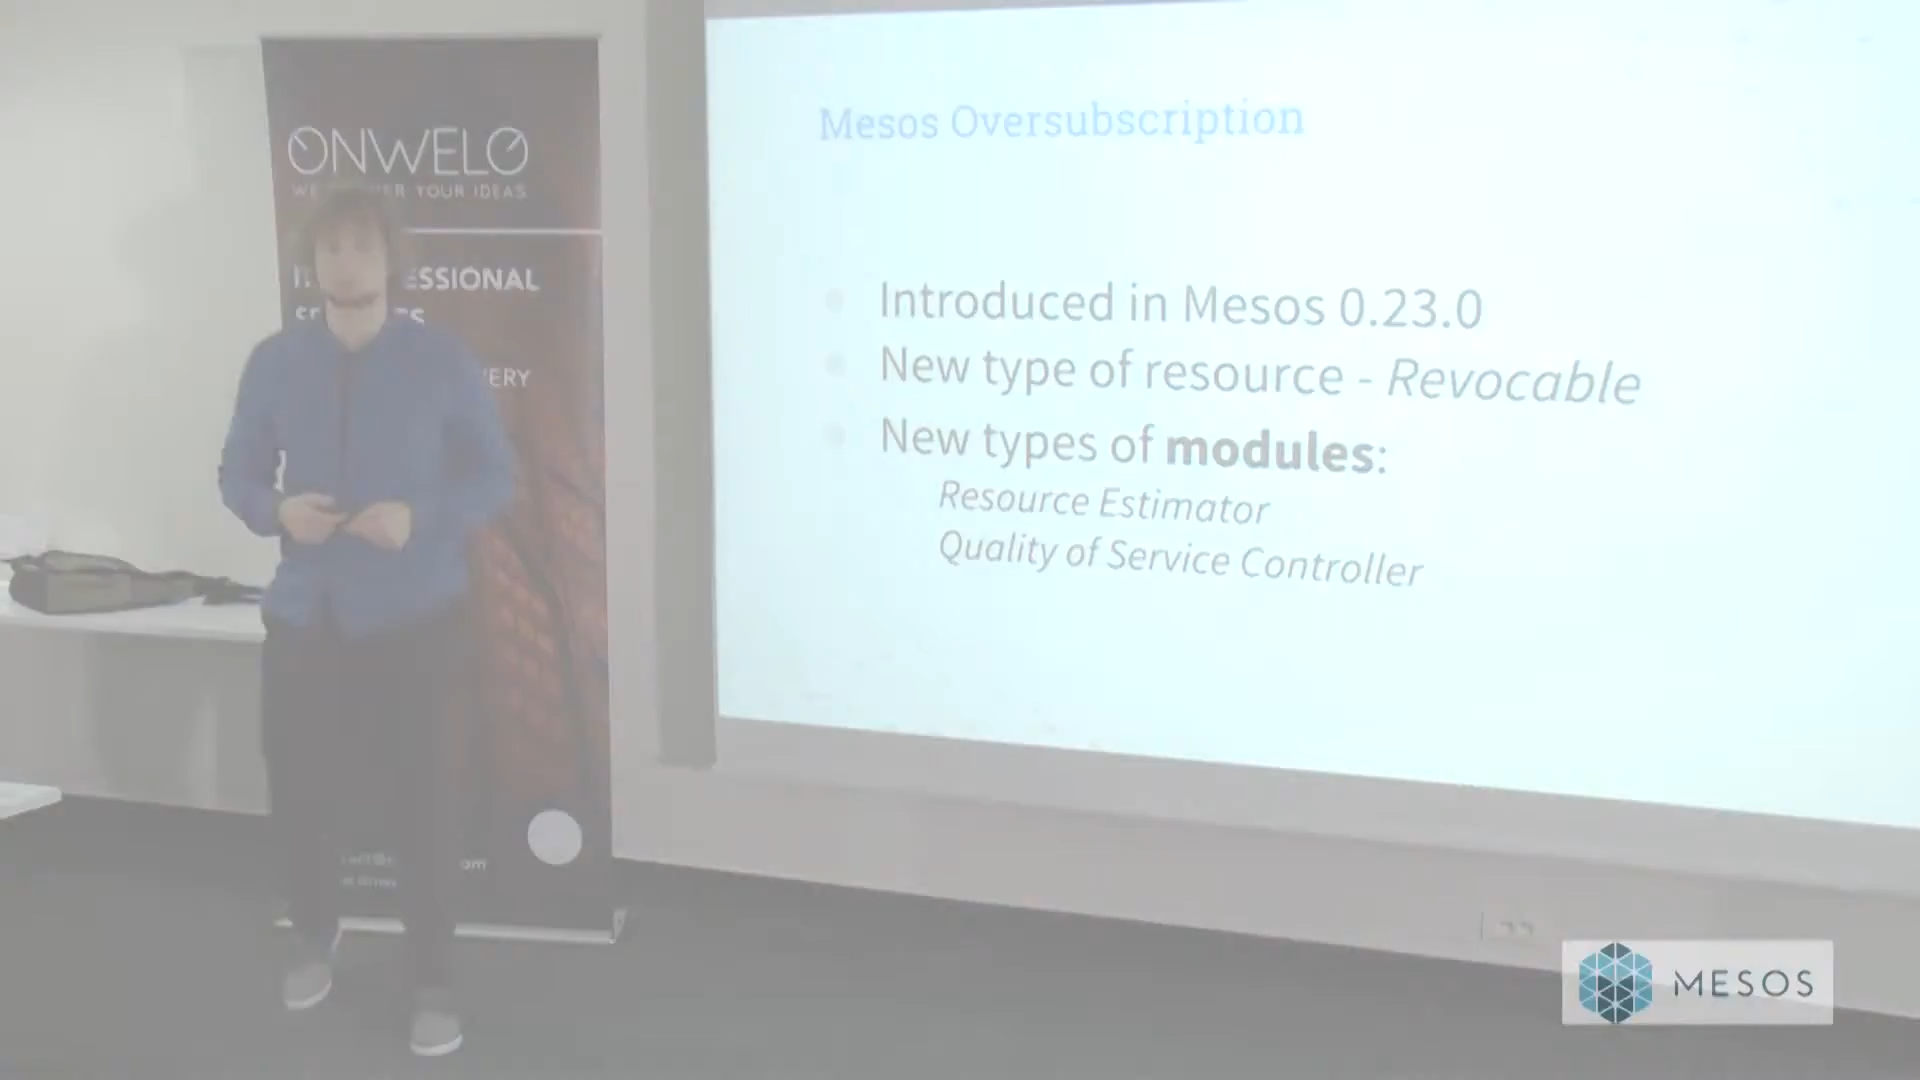 ONWELO
YOUR IDEAS
ERY
Mesos Oversubscription
Introduced in Mesos 0.23.0
New type of resource - Revocable
New types of modules:
Resource Estimator
Quality of Service Controller
MESOS